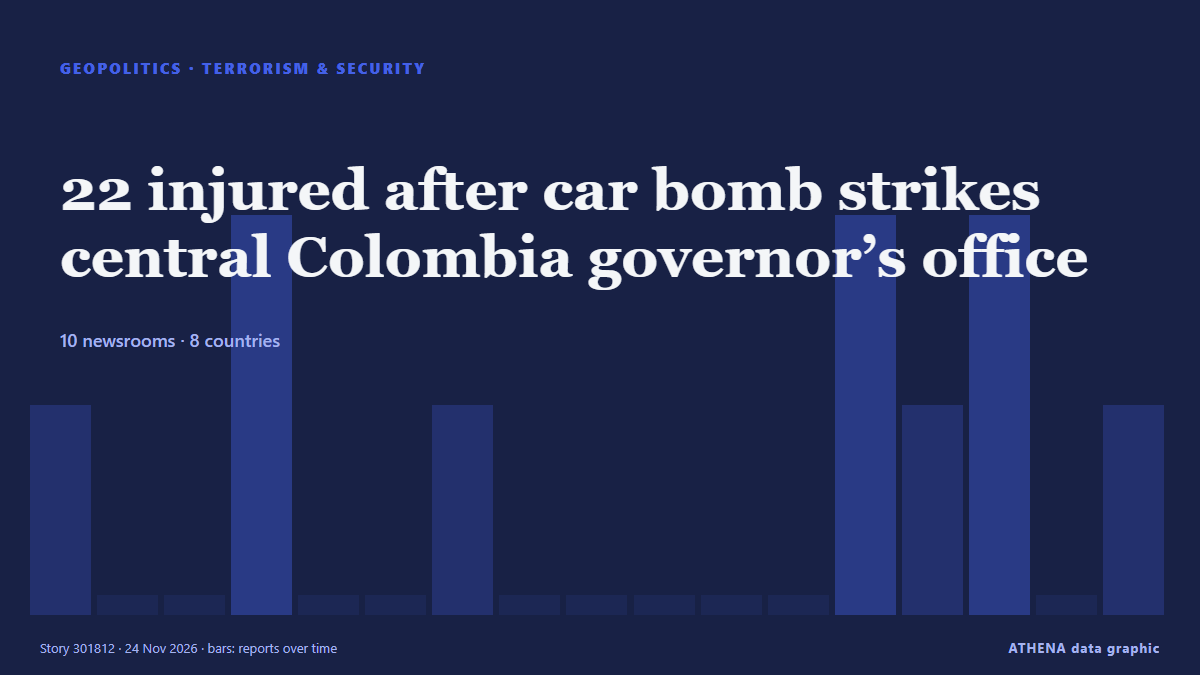 GEOPOLITICS · TERRORISM & SECURITY
22 injured after car bomb strikes
central Colombia governor’s office
10 newsrooms · 8 countries
Story 301812 · 24 Nov 2026 · bars: reports over time
ATHENA data graphic